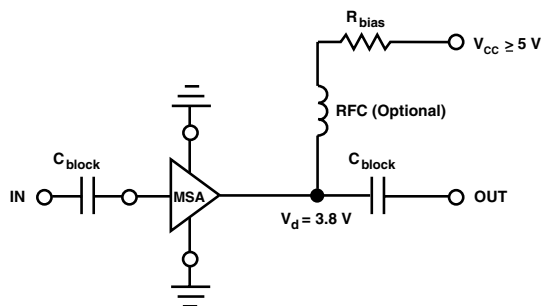 R_bias
V_CC ≥ 5 V
RFC (Optional)
C_block
C_block
IN
MSA
OUT
V_d = 3.8 V